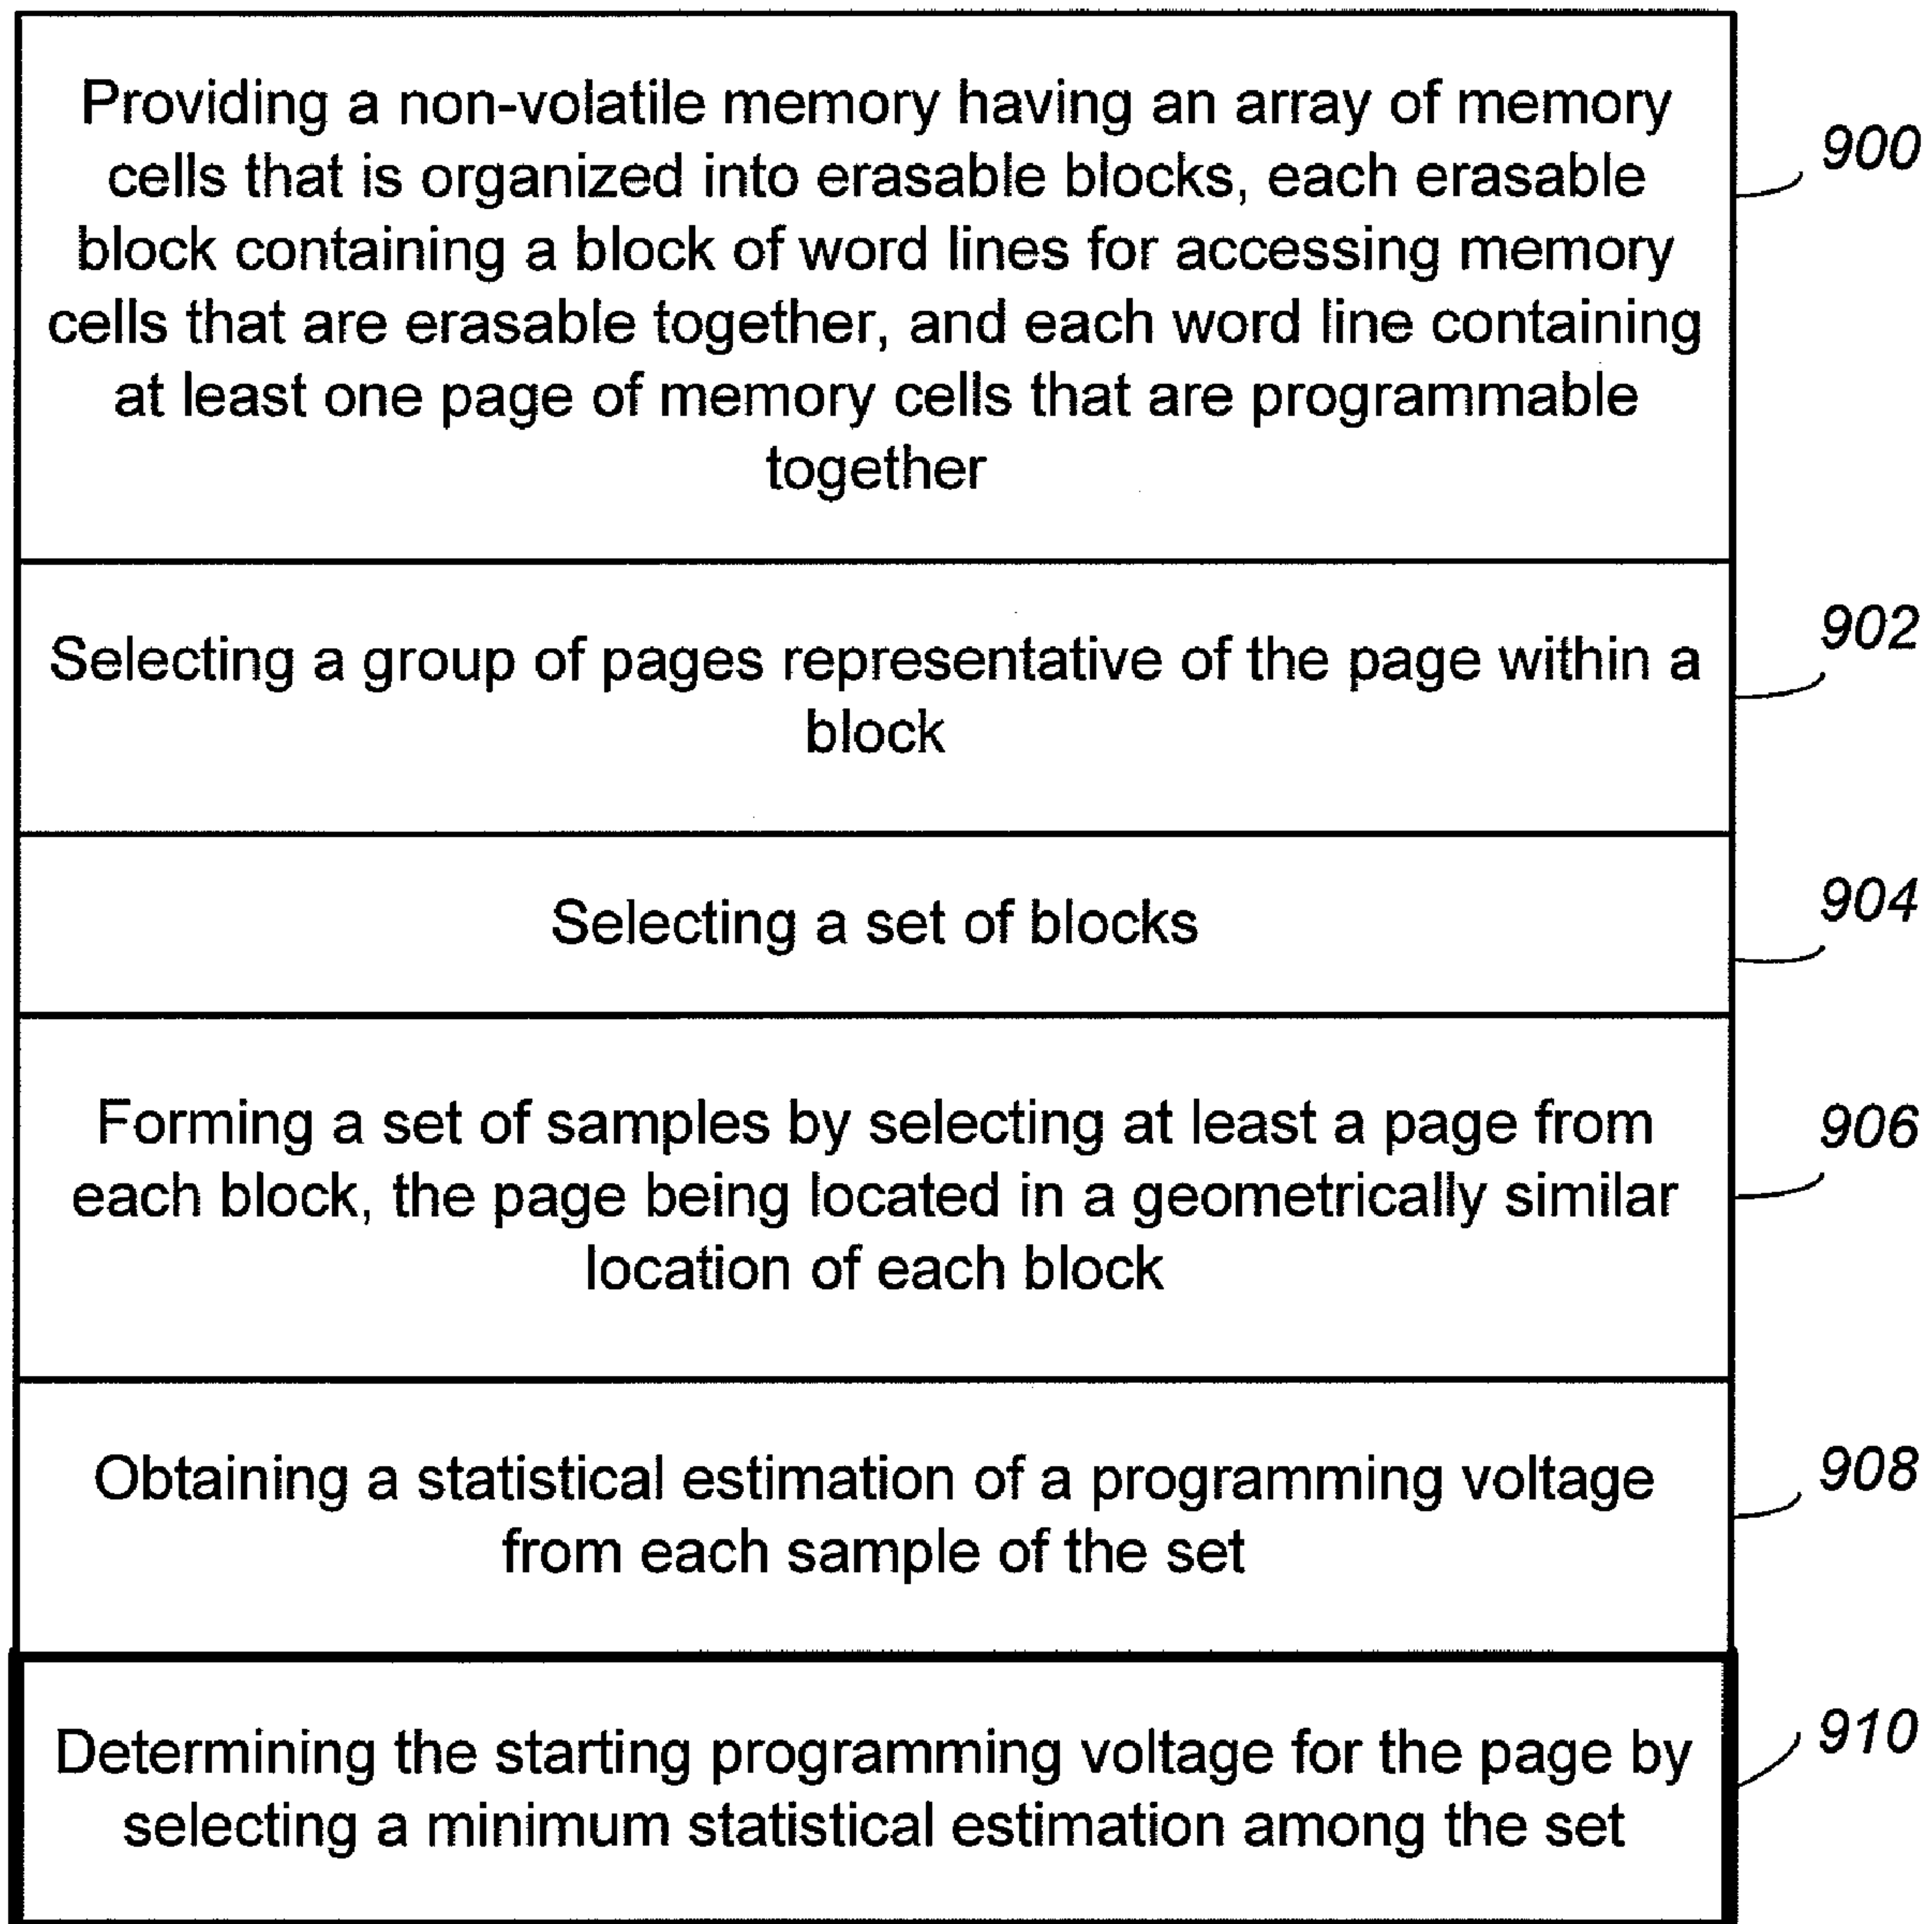 Providing a non-volatile memory having an array of memory
cells that is organized into erasable blocks, each erasable
block containing a block of word lines for accessing memory
cells that are erasable together, and each word line containing
at least one page of memory cells that are programmable
together
900
Selecting a group of pages representative of the page within a
block
902
Selecting a set of blocks
904
Forming a set of samples by selecting at least a page from
each block, the page being located in a geometrically similar
location of each block
906
Obtaining a statistical estimation of a programming voltage
from each sample of the set
908
Determining the starting programming voltage for the page by
selecting a minimum statistical estimation among the set
910